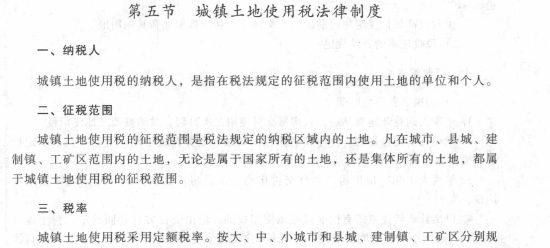 第五节 城镇土地使用税法律制度
一、纳税人
城镇土地使用税的纳税人，是指在税法规定的征税范围内使用土地的单位和个人。
二、征税范围
城镇土地使用税的征税范围是税法规定的纳税区域内的土地。凡在城市、县城、建
制镇、工矿区范围内的土地，无论是属于国家所有的土地，还是集体所有的土地，都属
于城镇土地使用税的征税范围。
三、税率
城镇土地使用税采用定额税率。按大、中、小城市和县城、建制镇、工矿区分别规